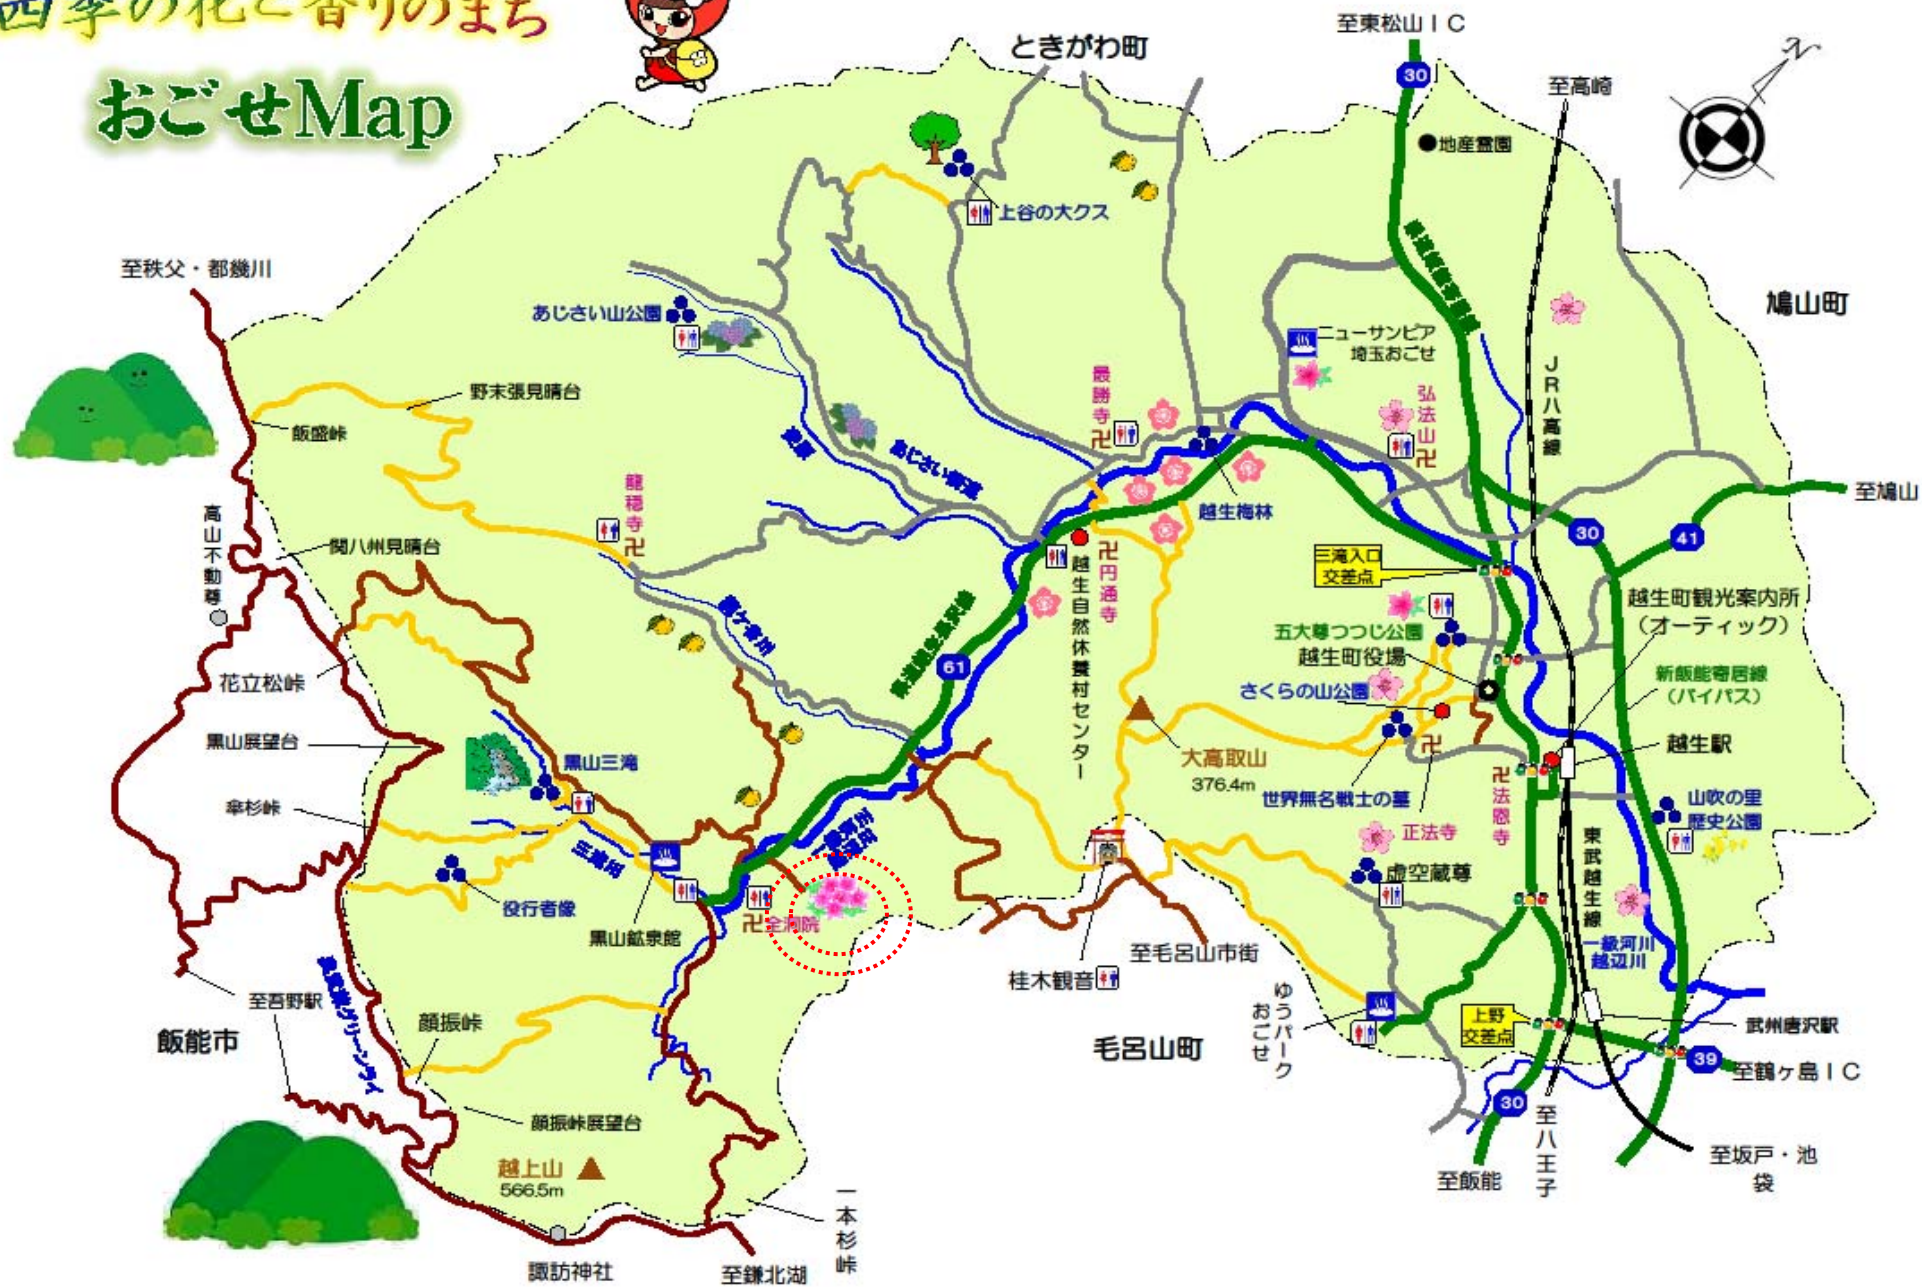 四季の花と香りのまち
おごせMap
至東松山IC
ときがわ町
30
至高崎
地産霊園
上谷の大クス
至秩父・都幾川
あじさい山公園
鳩山町
ニューサンピア
埼玉おごせ
JR八高線
最勝寺
弘法山
野末張見晴台
飯盛峠
あじさい街道
龍穏寺
越生梅林
至鳩山
30
41
高山不動尊
関八州見晴台
三滝入口
交差点
円通寺
越生自然休養村センター
越生町観光案内所
(オーティック)
龍ケ谷川
五大尊つつじ公園
越生町役場
61
花立松峠
さくらの山公園
新飯能寄居線
(バイパス)
黒山展望台
黒山三滝
大高取山
376.4m
越生駅
傘杉峠
世界無名戦士の墓
山吹の里
歴史公園
正法寺
法恩寺
東武越生線
三滝川
虚空蔵尊
役行者像
黒山鉱泉館
全洞院
至毛呂山市街
一級河川
越辺川
桂木観音
至吾野駅
飯能市
顔振峠
毛呂山町
ゆうパーク
おごせ
上野
交差点
武州唐沢駅
39
至鶴ヶ島IC
30
顔振峠展望台
越上山
566.5m
至八王子
至飯能
至坂戸・池
袋
一本杉峠
諏訪神社
至鎌北湖